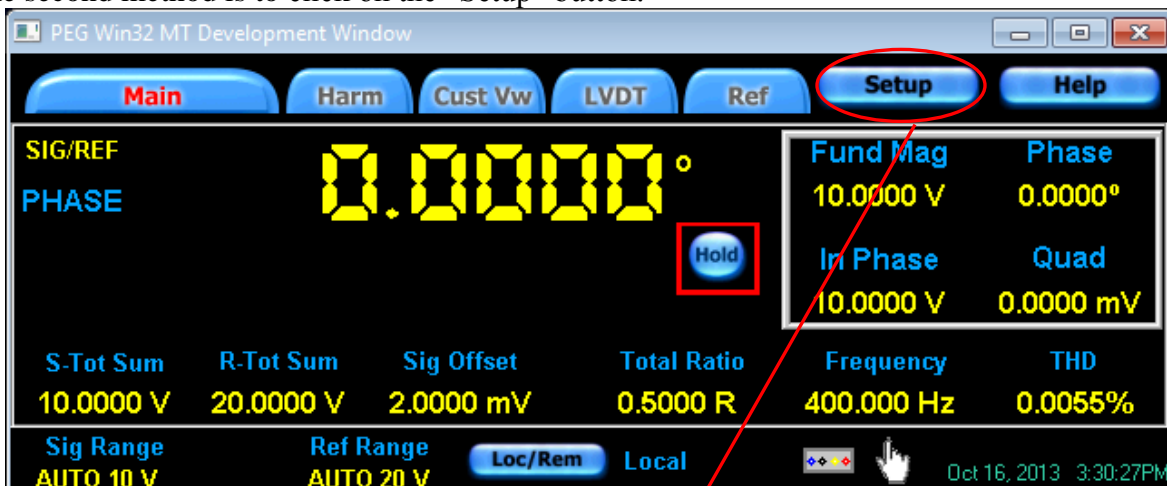 e second method is to click on the "Setup" button.
PEG Win32 MT Development Window
Main Harm Cust Vw LVDT Ref Setup Help
SIG/REF 0.0000° Fund Mag Phase
PHASE 10.0000 V 0.0000°
Hold In Phase Quad
10.0000 V 0.0000 mV
S-Tot Sum R-Tot Sum Sig Offset Total Ratio Frequency THD
10.0000 V 20.0000 V 2.0000 mV 0.5000 R 400.000 Hz 0.0055%
Sig Range Ref Range Loc/Rem Local
AUTO 10 V AUTO 20 V Oct 16, 2013 3:30:27PM